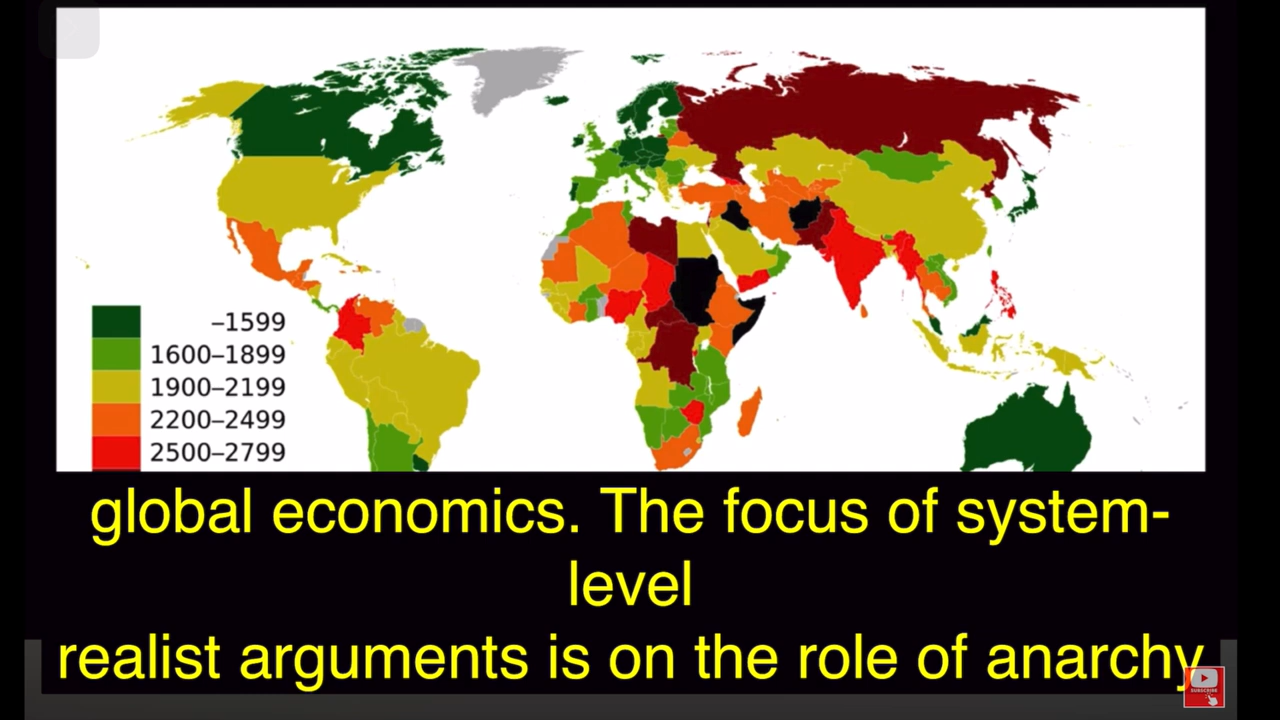 –1599
1600–1899
1900–2199
2200–2499
2500–2799
global economics. The focus of system-
level
realist arguments is on the role of anarchy
SUBSCRIBE